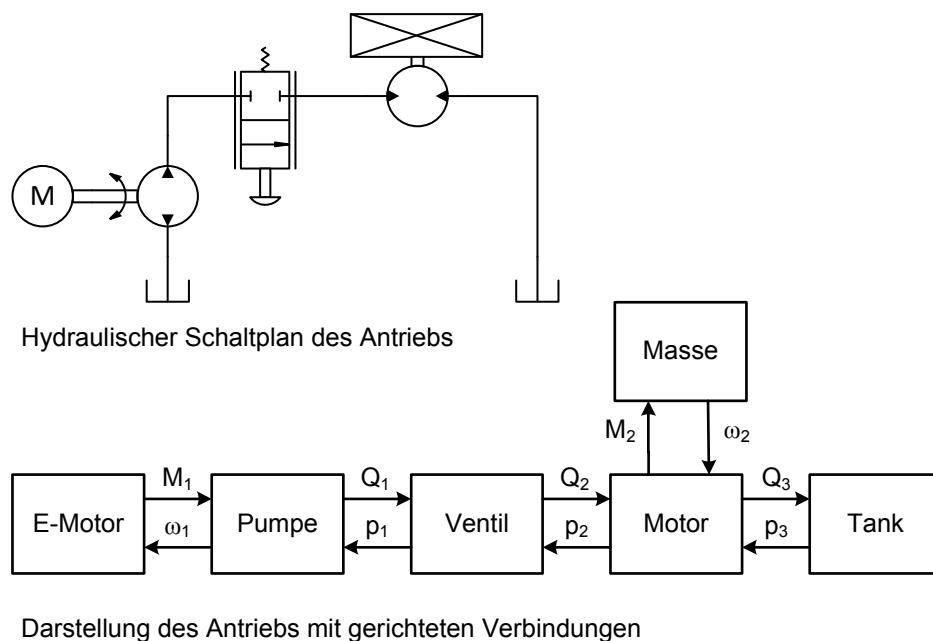 M
Hydraulischer Schaltplan des Antriebs
Masse
M₂ ω₂
M₁ Q₁ Q₂ Q₃
E-Motor Pumpe Ventil Motor Tank
ω₁ p₁ p₂ p₃
Darstellung des Antriebs mit gerichteten Verbindungen